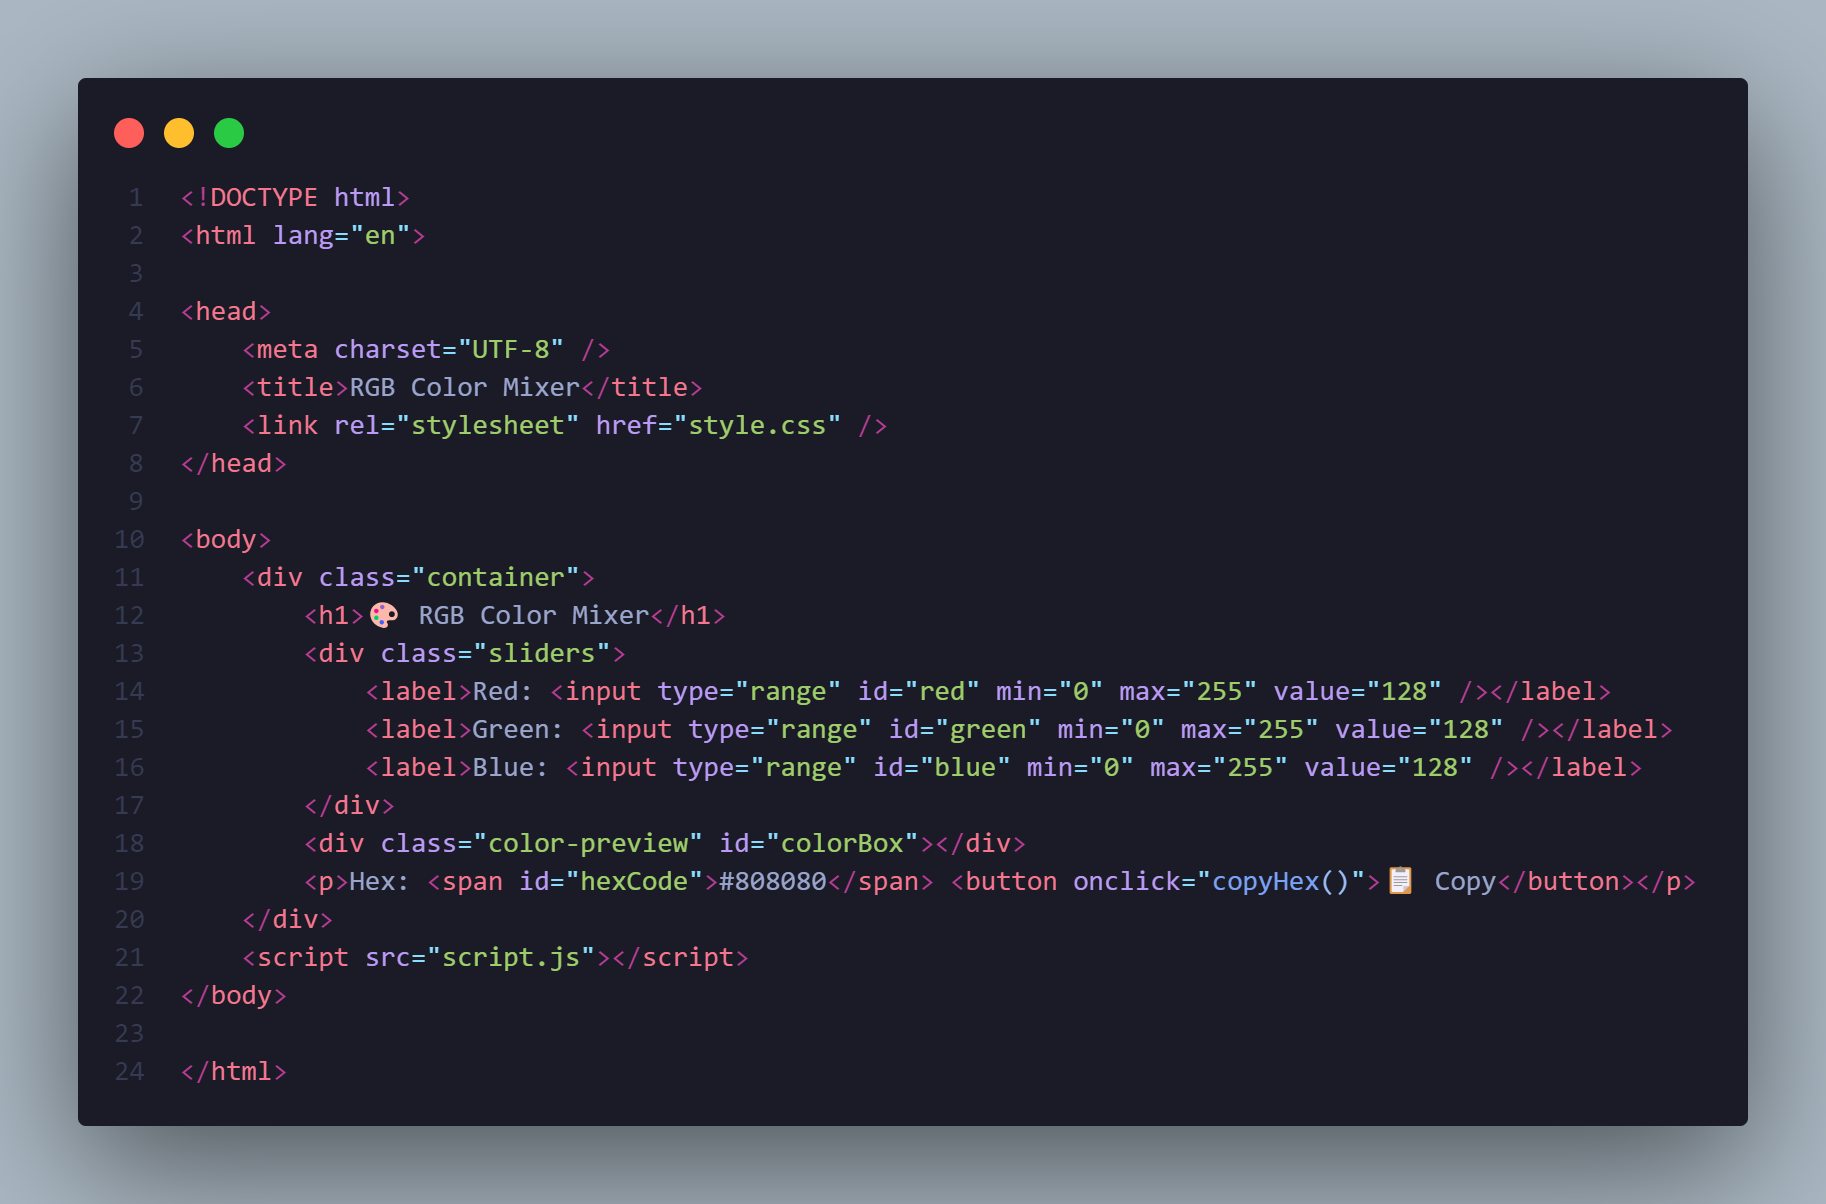 1 <!DOCTYPE html>
2 <html lang="en">
3
4 <head>
5     <meta charset="UTF-8" />
6     <title>RGB Color Mixer</title>
7     <link rel="stylesheet" href="style.css" />
8 </head>
9
10 <body>
11     <div class="container">
12         <h1>🎨 RGB Color Mixer</h1>
13         <div class="sliders">
14             <label>Red: <input type="range" id="red" min="0" max="255" value="128" /></label>
15             <label>Green: <input type="range" id="green" min="0" max="255" value="128" /></label>
16             <label>Blue: <input type="range" id="blue" min="0" max="255" value="128" /></label>
17         </div>
18         <div class="color-preview" id="colorBox"></div>
19         <p>Hex: <span id="hexCode">#808080</span> <button onclick="copyHex()">📋 Copy</button></p>
20     </div>
21     <script src="script.js"></script>
22 </body>
23
24 </html>